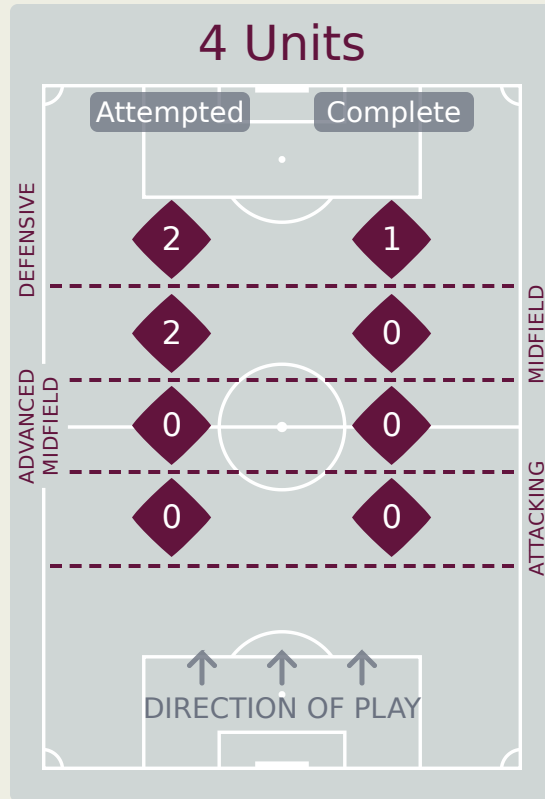 4 Units
Attempted Complete
DEFENSIVE
2 1
MIDFIELD
2 0
ADVANCED
MIDFIELD
0 0
ATTACKING
0 0
DIRECTION OF PLAY